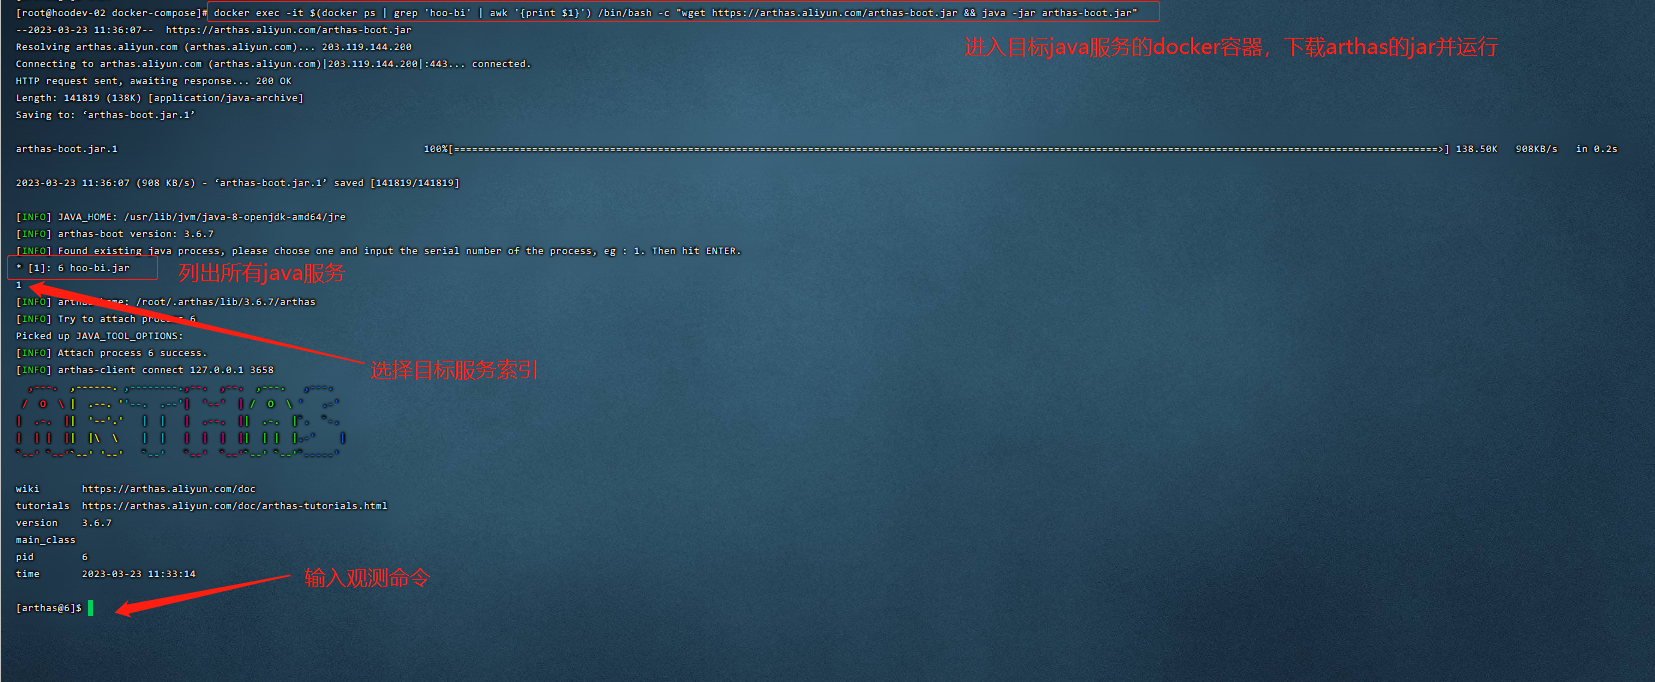 [root@hoodev-02 docker-compose]# docker exec -it $(docker ps | grep 'hoo-bi' | awk '{print $1}') /bin/bash -c "wget https://arthas.aliyun.com/arthas-boot.jar && java -jar arthas-boot.jar"
--2023-03-23 11:36:07--  https://arthas.aliyun.com/arthas-boot.jar
Resolving arthas.aliyun.com (arthas.aliyun.com)... 203.119.144.200
进入目标java服务的docker容器，下载arthas的jar并运行
Connecting to arthas.aliyun.com (arthas.aliyun.com)|203.119.144.200|:443... connected.
HTTP request sent, awaiting response... 200 OK
Length: 141819 (138K) [application/java-archive]
Saving to: ‘arthas-boot.jar.1’
arthas-boot.jar.1 100%[=====================================================================>] 138.50K 908KB/s in 0.2s
2023-03-23 11:36:07 (908 KB/s) - ‘arthas-boot.jar.1’ saved [141819/141819]
[INFO] JAVA_HOME: /usr/lib/jvm/java-8-openjdk-amd64/jre
[INFO] arthas-boot version: 3.6.7
[INFO] Found existing java process, please choose one and input the serial number of the process, eg : 1. Then hit ENTER.
* [1]: 6 hoo-bi.jar
列出所有java服务
1
[INFO] arthas home: /root/.arthas/lib/3.6.7/arthas
[INFO] Try to attach process 6
Picked up JAVA_TOOL_OPTIONS:
[INFO] Attach process 6 success.
[INFO] arthas-client connect 127.0.0.1 3658
选择目标服务索引
ARTHAS
wiki https://arthas.aliyun.com/doc
tutorials https://arthas.aliyun.com/doc/arthas-tutorials.html
version 3.6.7
main_class
pid 6
time 2023-03-23 11:33:14
输入观测命令
[arthas@6]$